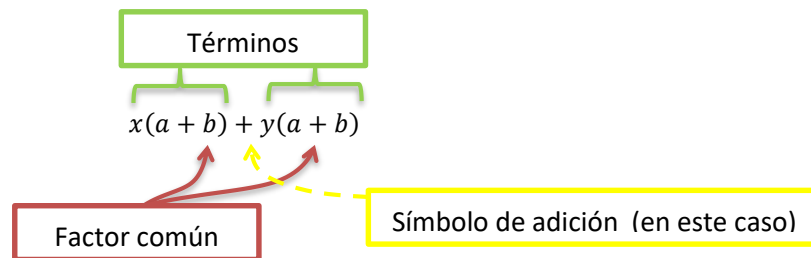 Términos
x(a + b) + y(a + b)
Símbolo de adición (en este caso)
Factor común